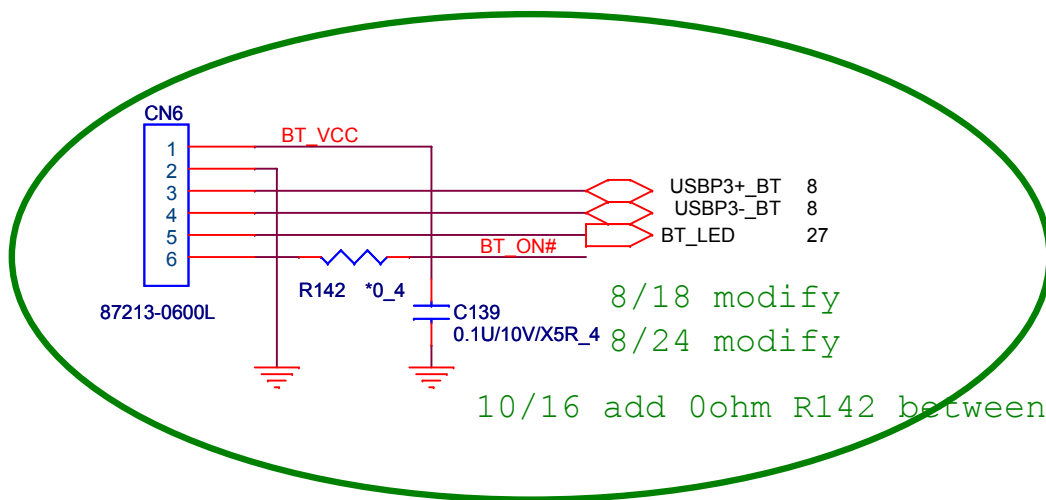 CN6
1 BT_VCC
2
3 USBP3+_BT 8
4 USBP3-_BT 8
5 BT_LED 27
6 BT_ON#
R142 *0_4
87213-0600L
C139
0.1U/10V/X5R_4
8/18 modify
8/24 modify
10/16 add 0ohm R142 between